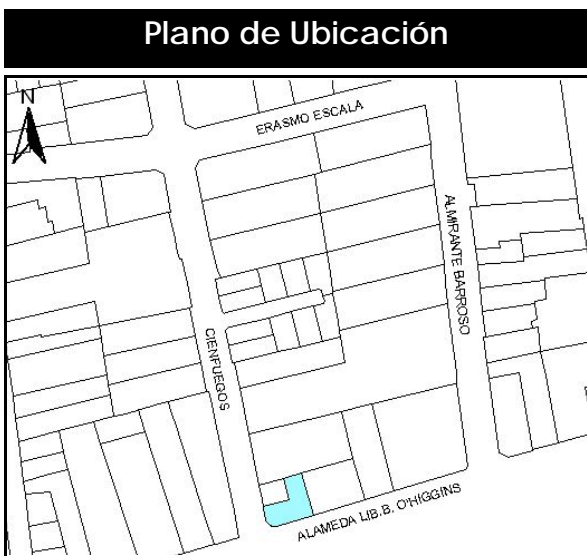 Plano de Ubicación
N
ERASMO ESCALA
ALMIRANTE BARROSO
CIENFUEGOS
ALAMEDA LIB.B. O'HIGGINS